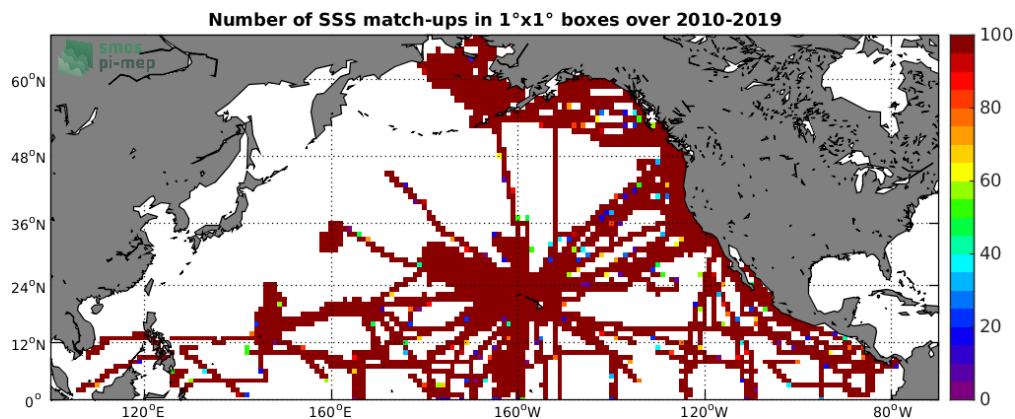 Number of SSS match-ups in 1°x1° boxes over 2010-2019
smos
pi-mep
60°N
48°N
36°N
24°N
12°N
0°
120°E
160°E
160°W
120°W
80°W
100
80
60
40
20
0